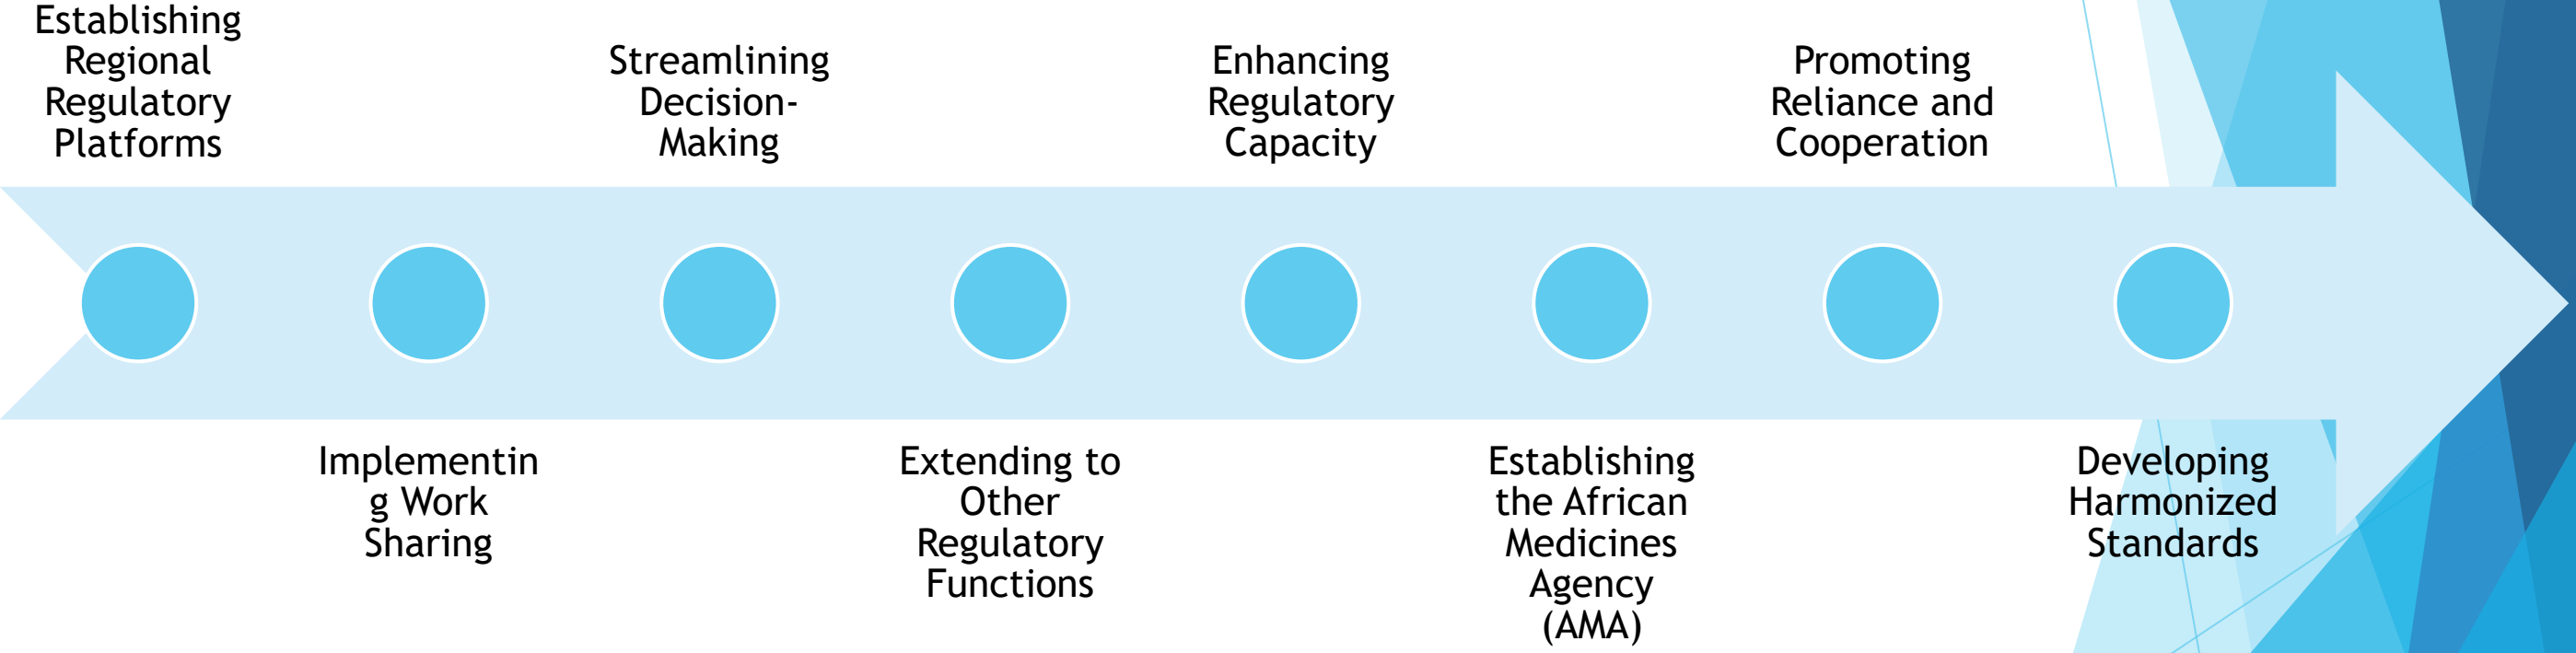 Establishing
Regional
Regulatory
Platforms
Implementin
g Work
Sharing
Streamlining
Decision-
Making
Extending to
Other
Regulatory
Functions
Enhancing
Regulatory
Capacity
Establishing
the African
Medicines
Agency
(AMA)
Promoting
Reliance and
Cooperation
Developing
Harmonized
Standards